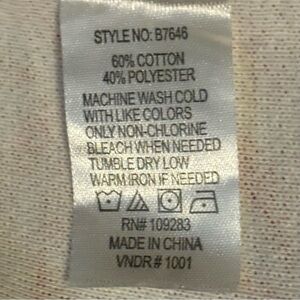 STYLE NO: B7646
60% COTTON
40% POLYESTER
MACHINE WASH COLD
WITH LIKE COLORS
ONLY NON-CHLORINE
BLEACH WHEN NEEDED
TUMBLE DRY LOW
WARM IRON IF NEEDED
RN# 109283
MADE IN CHINA
VNDR # 1001